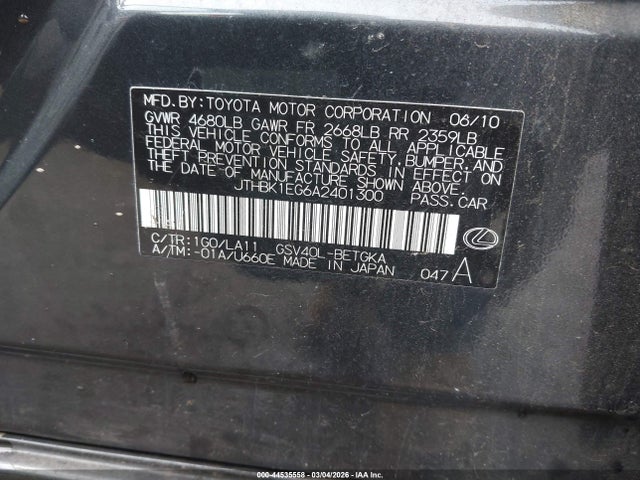 MFD.BY:TOYOTA MOTOR CORPORATION 06/10
GVWR 4680LB GAWR FR 2668LB RR 2359LB
THIS VEHICLE CONFORMS TO ALL APPLICABLE
FEDERAL MOTOR VEHICLE SAFETY,BUMPER,AND
THEFT PREVENTION STANDARDS IN EFFECT ON
THE DATE OF MANUFACTURE SHOWN ABOVE.
JTHBK1EG6A2401300 PASS.CAR
C/TR:1G0/LA11 GSV40L-BETGKA
A/TM:-01A/U660E MADE IN JAPAN 047A
000-44535558 | 03/04/2026 - IAAI.COM